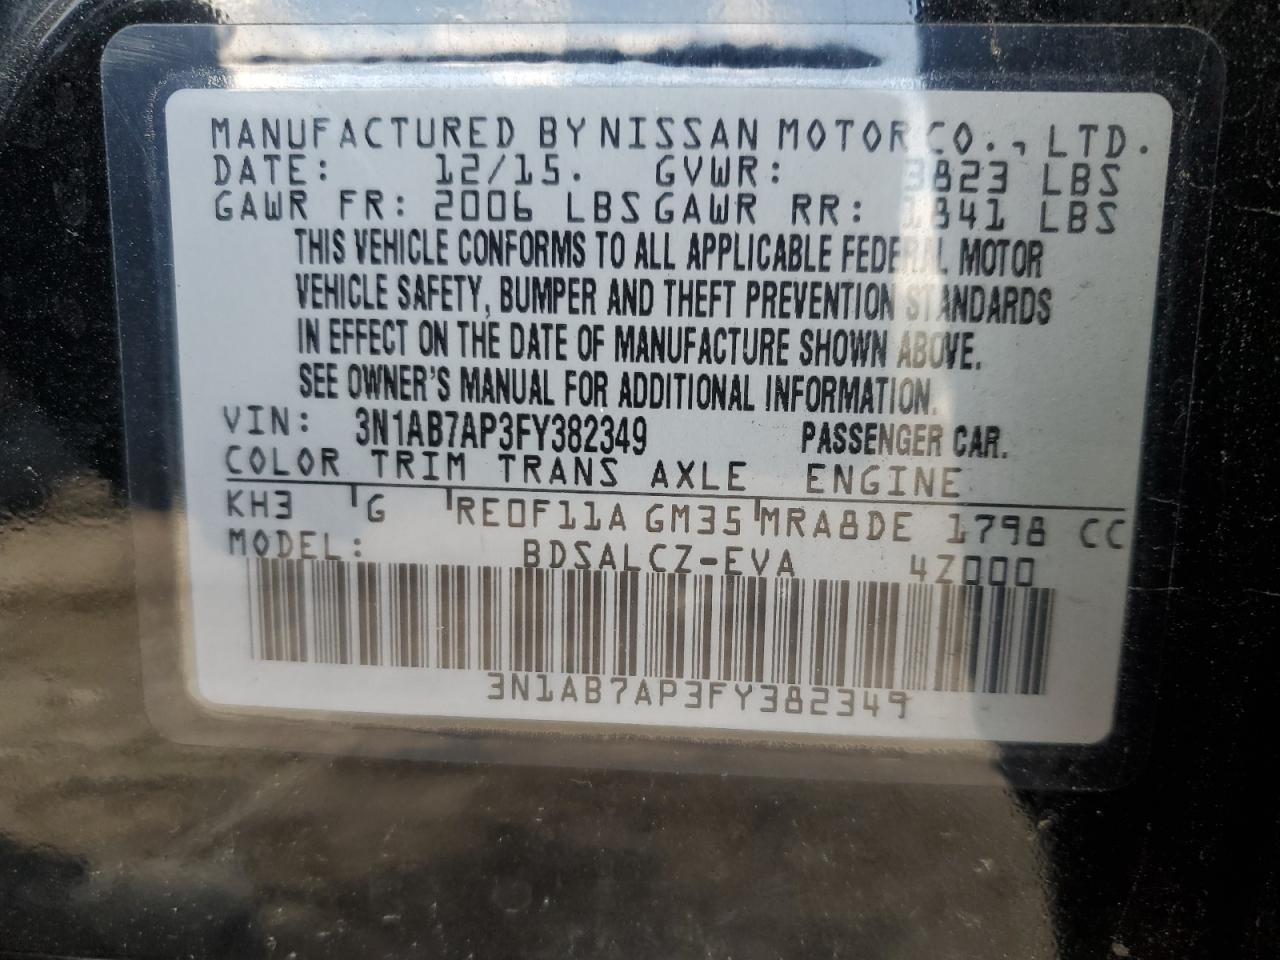 MANUFACTURED BY NISSAN MOTOR CO., LTD.
DATE: 12/15. GVWR: 3823 LBS
GAWR FR: 2006 LBS GAWR RR: 1841 LBS
THIS VEHICLE CONFORMS TO ALL APPLICABLE FEDERAL MOTOR
VEHICLE SAFETY, BUMPER AND THEFT PREVENTION STANDARDS
IN EFFECT ON THE DATE OF MANUFACTURE SHOWN ABOVE.
SEE OWNER'S MANUAL FOR ADDITIONAL INFORMATION.
VIN: 3N1AB7AP3FY382349 PASSENGER CAR.
COLOR TRIM TRANS AXLE ENGINE
KH3 G RE0F11A GM35 MRA8DE 1798 CC
MODEL: BDSALCZ-EVA 4Z000
3N1AB7AP3FY382349